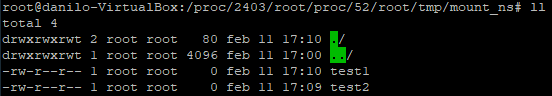 root@danilo-VirtualBox:/proc/2403/root/proc/52/root/tmp/mount_ns# ll
total 4
drwxrwxrwt 2 root root   80 feb 11 17:10 ./
drwxrwxrwt 1 root root 4096 feb 11 17:00 ../
-rw-r--r-- 1 root root    0 feb 11 17:10 test1
-rw-r--r-- 1 root root    0 feb 11 17:09 test2